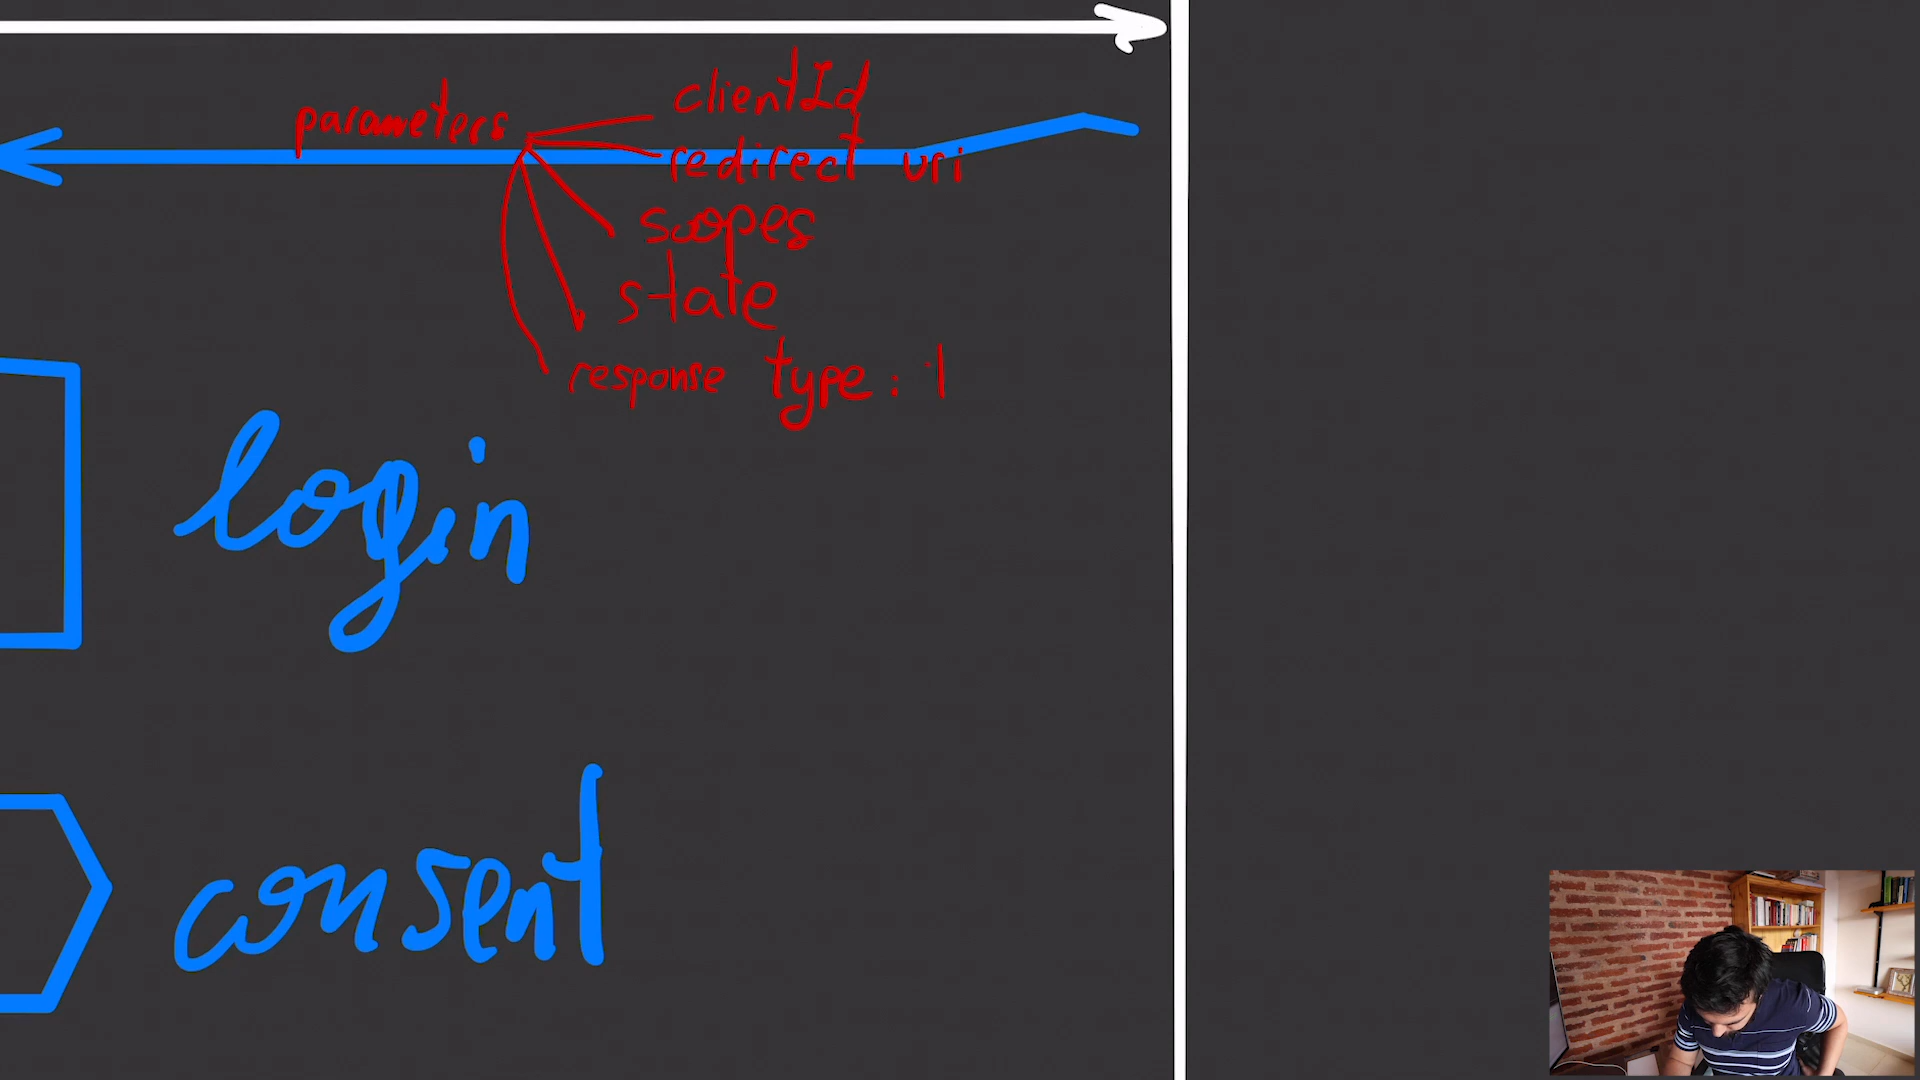 clientId
parameters
redirect uri
scopes
state
response type :
login
consent